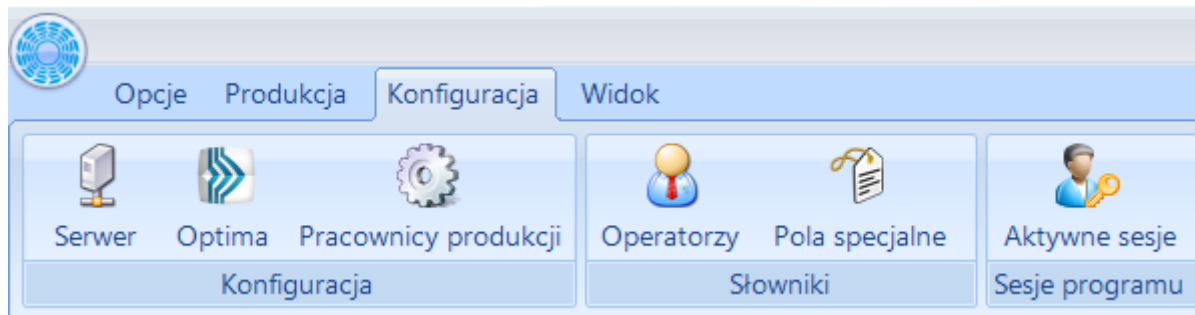 Opcje Produkcja Konfiguracja Widok
Serwer Optima Pracownicy produkcji Operatorzy Pola specjalne Aktywne sesje
Konfiguracja Słowniki Sesje programu